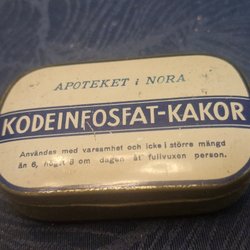 APOTEKET i NORA
KODEINFOSFAT-KAKOR
Användes med varsamhet och icke i större mängd
än 6, högst 8 om dagen åt fullvuxen person.